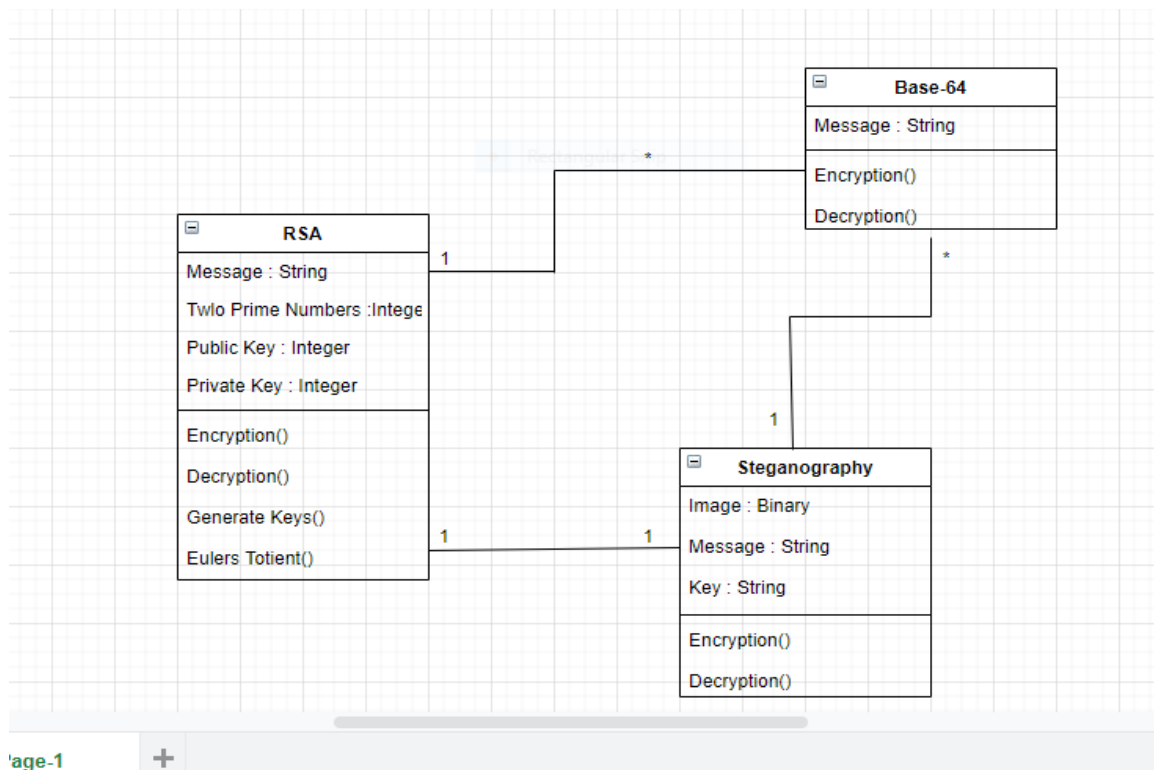 Base-64
Message : String
Encryption()
Decryption()
*
*
RSA
Message : String
Twlo Prime Numbers :Intege
Public Key : Integer
Private Key : Integer
Encryption()
Decryption()
Generate Keys()
Eulers Totient()
1
1
1
1
Steganography
Image : Binary
Message : String
Key : String
Encryption()
Decryption()
Page-1